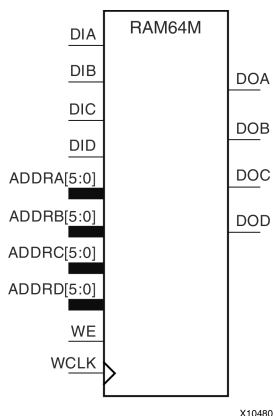 RAM64M
DIA
DIB
DIC
DID
ADDRA[5:0]
ADDRB[5:0]
ADDRC[5:0]
ADDRD[5:0]
WE
WCLK
DOA
DOB
DOC
DOD
X10480